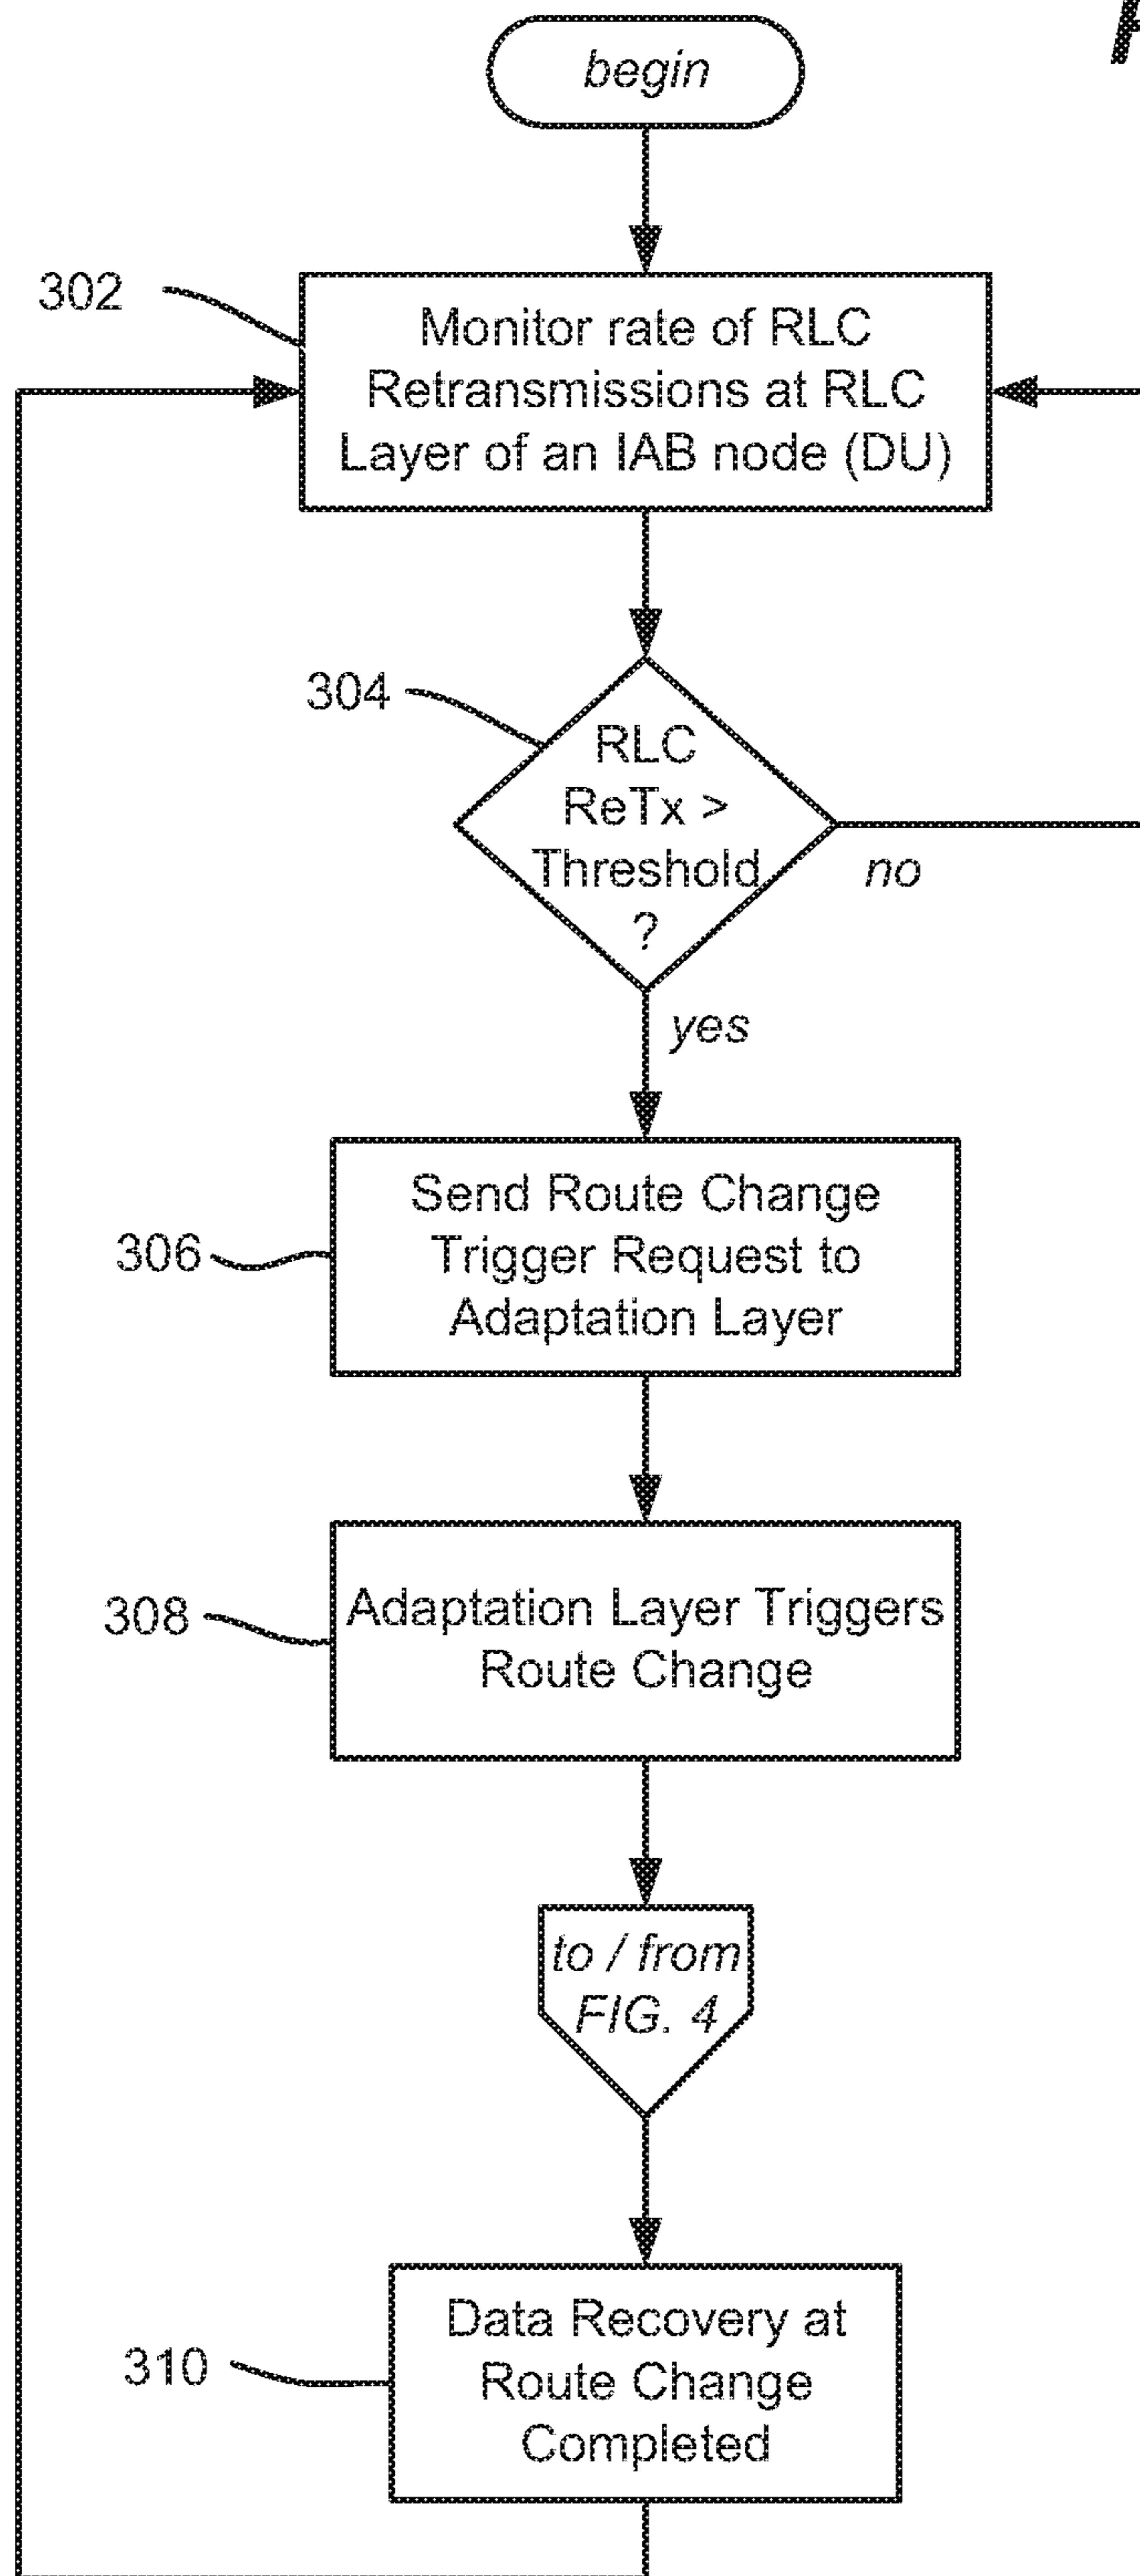 begin
302
Monitor rate of RLC
Retransmissions at RLC
Layer of an IAB node (DU)
304
RLC
ReTx >
Threshold
?
no
yes
306
Send Route Change
Trigger Request to
Adaptation Layer
308
Adaptation Layer Triggers
Route Change
to / from
FIG. 4
310
Data Recovery at
Route Change
Completed